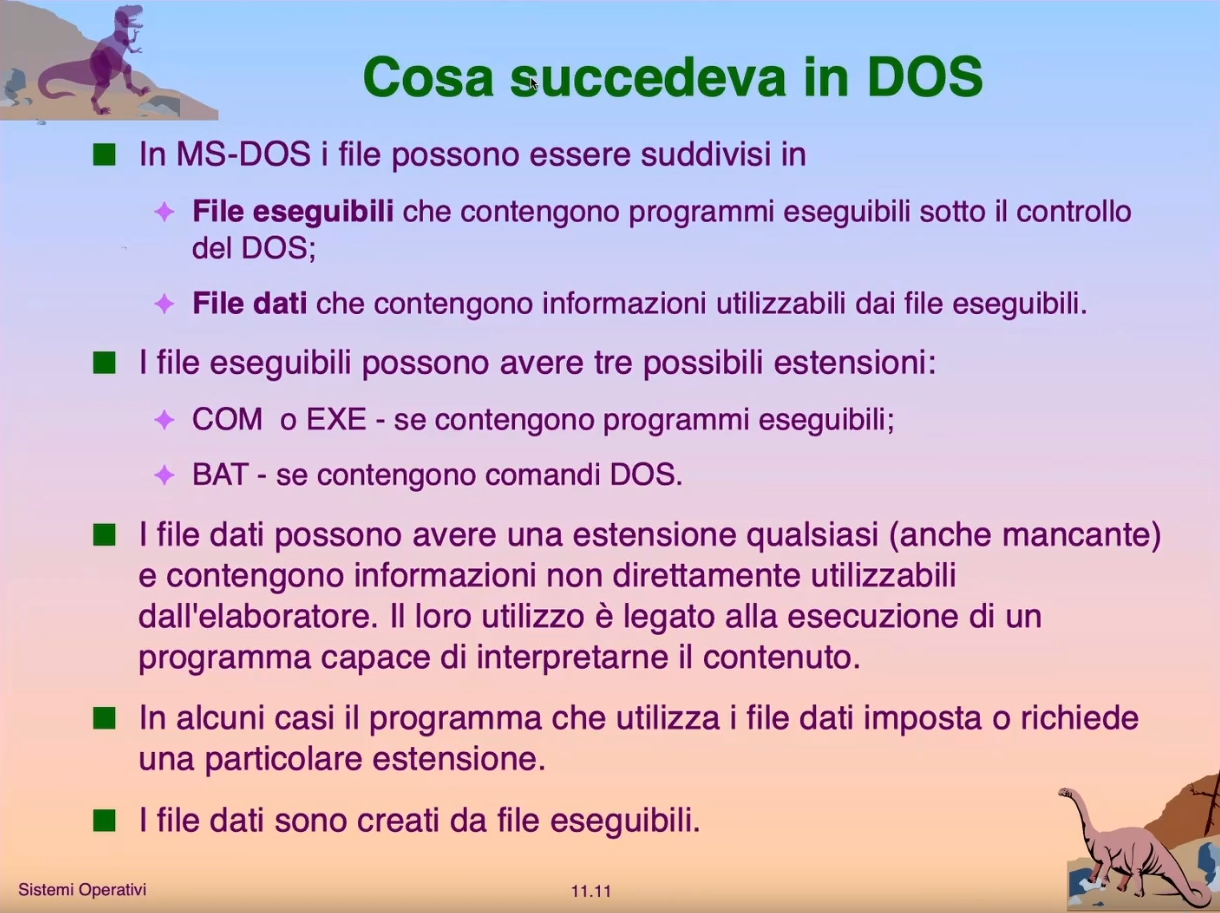 Cosa succedeva in DOS
In MS-DOS i file possono essere suddivisi in
File eseguibili che contengono programmi eseguibili sotto il controllo
del DOS;
File dati che contengono informazioni utilizzabili dai file eseguibili.
I file eseguibili possono avere tre possibili estensioni:
COM o EXE - se contengono programmi eseguibili;
BAT - se contengono comandi DOS.
I file dati possono avere una estensione qualsiasi (anche mancante)
e contengono informazioni non direttamente utilizzabili
dall'elaboratore. Il loro utilizzo è legato alla esecuzione di un
programma capace di interpretarne il contenuto.
In alcuni casi il programma che utilizza i file dati imposta o richiede
una particolare estensione.
I file dati sono creati da file eseguibili.
Sistemi Operativi
11.11